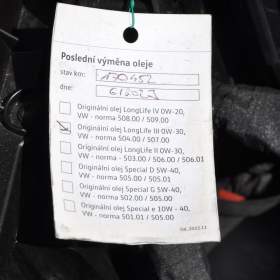 Poslední výměna oleje
stav km:
dne:
Originální olej LongLife IV 0W-20,
VW - norma 508.00 / 509.00
Originální olej LongLife III 0W-30,
VW - norma 504.00 / 507.00
Originální olej LongLife II 0W-30,
VW - norma - 503.00 / 506.00 / 506.01
Originální olej Special D 5W-40,
VW - norma 505.00 / 505.01
Originální olej Special G 5W-40,
VW - norma 502.00 / 505.00
Originální olej Special e 10W - 40,
VW - norma 501.01 / 505.00